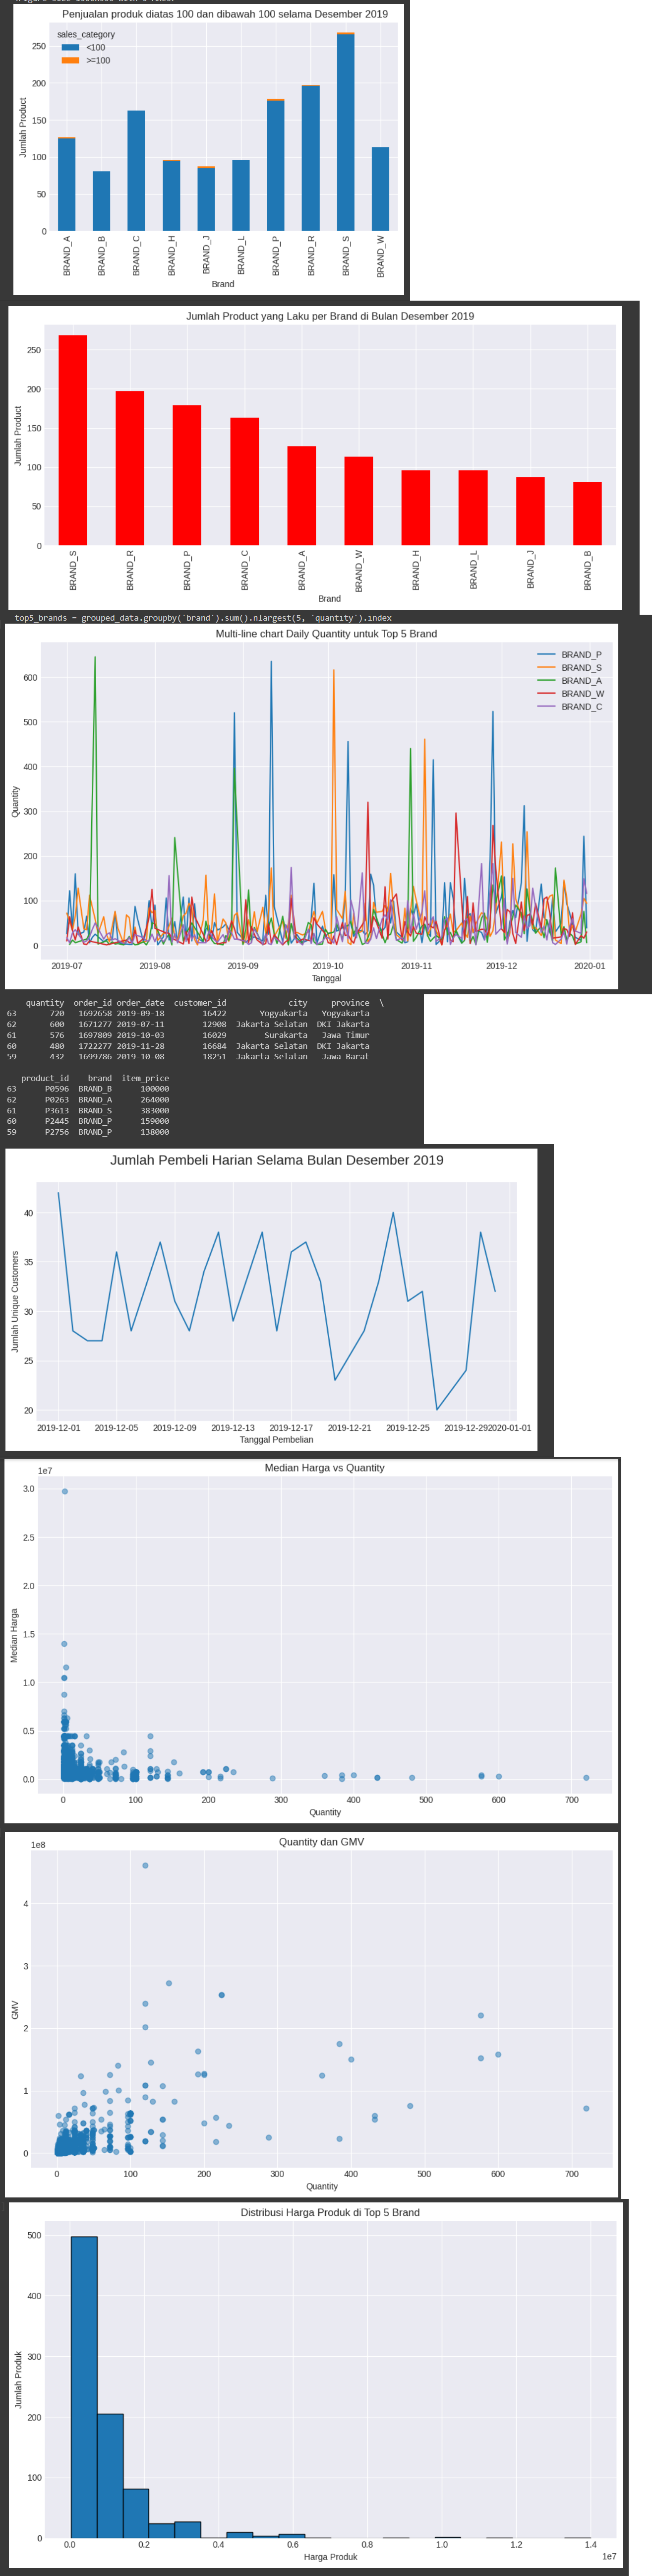 Penjualan produk diatas 100 dan dibawah 100 selama Desember 2019
sales_category
<100
>=100
250
200
150
100
50
0
Jumlah Product
BRAND_A
BRAND_B
BRAND_C
BRAND_H
BRAND_J
BRAND_L
BRAND_P
BRAND_R
BRAND_S
BRAND_W
Brand
Jumlah Product yang Laku per Brand di Bulan Desember 2019
250
200
150
100
50
0
Jumlah Product
BRAND_S
BRAND_R
BRAND_P
BRAND_C
BRAND_A
BRAND_W
BRAND_H
BRAND_L
BRAND_J
BRAND_B
Brand
top5_brands = grouped_data.groupby('brand').sum().nlargest(5, 'quantity').index
Multi-line chart Daily Quantity untuk Top 5 Brand
BRAND_P
BRAND_S
BRAND_A
BRAND_W
BRAND_C
600
500
400
300
200
100
0
Quantity
2019-07 2019-08 2019-09 2019-10 2019-11 2019-12 2020-01
Tanggal
quantity order_id order_date customer_id city province \
63 720 1692658 2019-09-18 16422 Yogyakarta Yogyakarta
62 600 1671277 2019-07-11 12908 Jakarta Selatan DKI Jakarta
61 576 1697809 2019-10-03 16029 Surakarta Jawa Timur
60 480 1722277 2019-11-28 16684 Jakarta Selatan DKI Jakarta
59 432 1699786 2019-10-08 18251 Jakarta Selatan Jawa Barat
product_id brand item_price
63 P0596 BRAND_B 100000
62 P0263 BRAND_A 264000
61 P3613 BRAND_S 383000
60 P2445 BRAND_P 159000
59 P2756 BRAND_P 138000
Jumlah Pembeli Harian Selama Bulan Desember 2019
40
35
30
25
20
Jumlah Unique Customers
2019-12-01 2019-12-05 2019-12-09 2019-12-13 2019-12-17 2019-12-21 2019-12-25 2019-12-29 2020-01-01
Tanggal Pembelian
Median Harga vs Quantity
1e7
3.0
2.5
2.0
1.5
1.0
0.5
0.0
Median Harga
0 100 200 300 400 500 600 700
Quantity
Quantity dan GMV
1e8
4
3
2
1
0
GMV
0 100 200 300 400 500 600 700
Quantity
Distribusi Harga Produk di Top 5 Brand
500
400
300
200
100
0
Jumlah Produk
0.0 0.2 0.4 0.6 0.8 1.0 1.2 1.4
1e7
Harga Produk